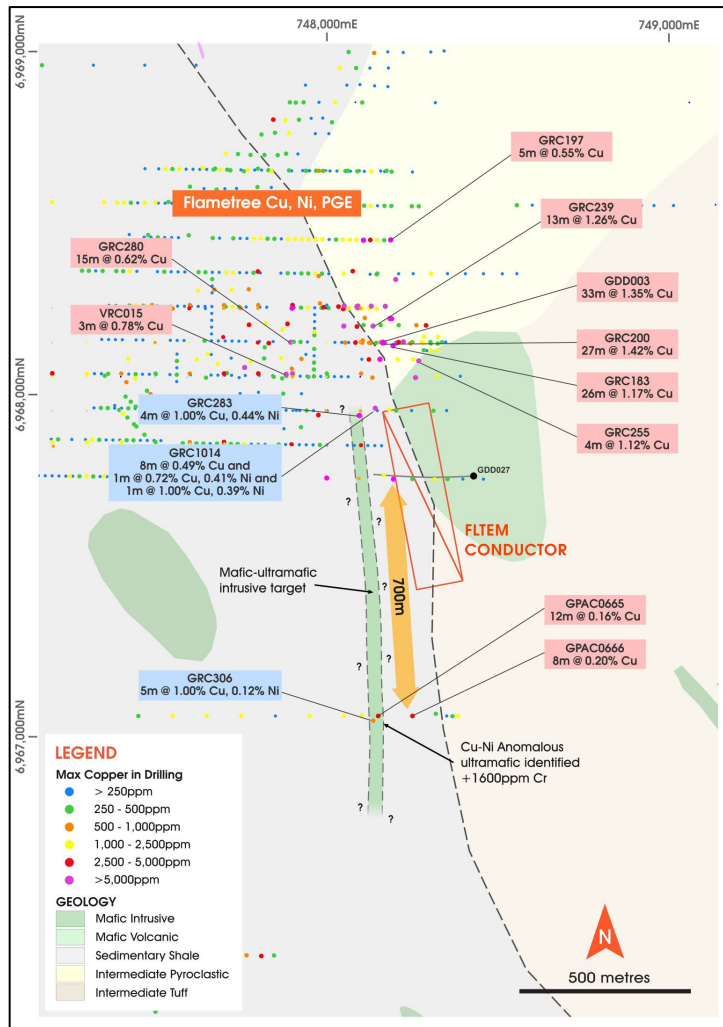 748,000mE
749,000mE
6,969,000mN
GRC197
5m @ 0.55% Cu
Flametree Cu, Ni, PGE
GRC239
13m @ 1.26% Cu
GRC280
15m @ 0.62% Cu
GDD003
33m @ 1.35% Cu
VRC015
3m @ 0.78% Cu
GRC200
27m @ 1.42% Cu
GRC183
26m @ 1.17% Cu
6,968,000mN
GRC283
4m @ 1.00% Cu, 0.44% Ni
?
GRC255
4m @ 1.12% Cu
GRC1014
8m @ 0.49% Cu and
1m @ 0.72% Cu, 0.41% Ni and
1m @ 1.00% Cu, 0.39% Ni
GDD027
?
?
FLTEM
CONDUCTOR
Mafic-ultramafic
intrusive target
?
?
700m
GPAC0665
12m @ 0.16% Cu
?
?
GPAC0666
8m @ 0.20% Cu
GRC306
5m @ 1.00% Cu, 0.12% Ni
6,967,000mN
Cu-Ni Anomalous
ultramafic identified
+1600ppm Cr
?
?
LEGEND
Max Copper in Drilling
> 250ppm
250 - 500ppm
500 - 1,000ppm
1,000 - 2,500ppm
2,500 - 5,000ppm
>5,000ppm
GEOLOGY
Mafic Intrusive
Mafic Volcanic
Sedimentary Shale
Intermediate Pyroclastic
Intermediate Tuff
N
500 metres